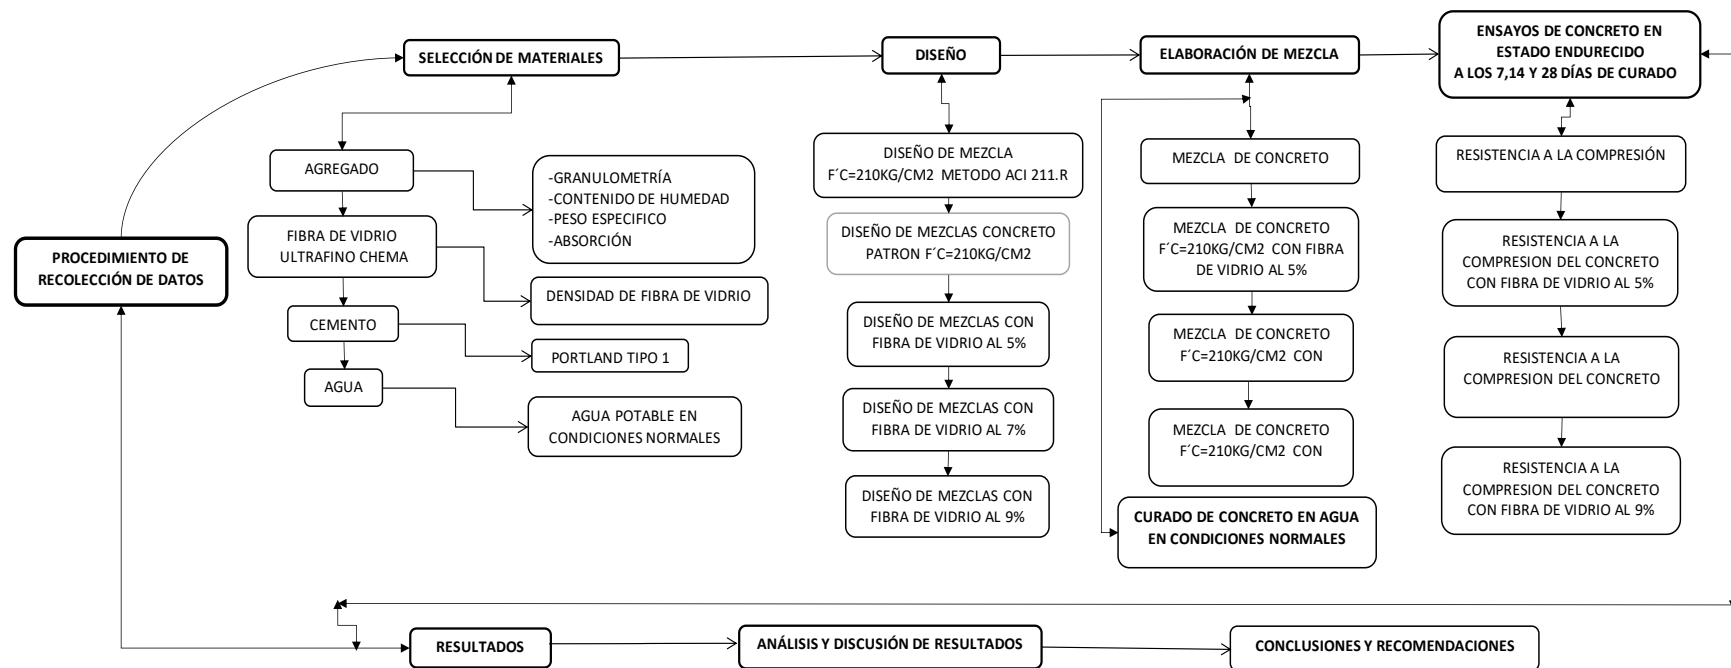 PROCEDIMIENTO DE
RECOLECCIÓN DE DATOS
SELECCIÓN DE MATERIALES
AGREGADO
-GRANULOMETRÍA
-CONTENIDO DE HUMEDAD
-PESO ESPECIFICO
-ABSORCIÓN
FIBRA DE VIDRIO
ULTRAFINO CHEMA
DENSIDAD DE FIBRA DE VIDRIO
CEMENTO
PORTLAND TIPO 1
AGUA
AGUA POTABLE EN
CONDICIONES NORMALES
DISEÑO
DISEÑO DE MEZCLA
F´C=210KG/CM2 METODO ACI 211.R
DISEÑO DE MEZCLAS CONCRETO
PATRON F´C=210KG/CM2
DISEÑO DE MEZCLAS CON
FIBRA DE VIDRIO AL 5%
DISEÑO DE MEZCLAS CON
FIBRA DE VIDRIO AL 7%
DISEÑO DE MEZCLAS CON
FIBRA DE VIDRIO AL 9%
ELABORACIÓN DE MEZCLA
MEZCLA DE CONCRETO
MEZCLA DE CONCRETO
F´C=210KG/CM2 CON FIBRA
DE VIDRIO AL 5%
MEZCLA DE CONCRETO
F´C=210KG/CM2 CON
MEZCLA DE CONCRETO
F´C=210KG/CM2 CON
CURADO DE CONCRETO EN AGUA
EN CONDICIONES NORMALES
ENSAYOS DE CONCRETO EN
ESTADO ENDURECIDO
A LOS 7,14 Y 28 DÍAS DE CURADO
RESISTENCIA A LA COMPRESIÓN
RESISTENCIA A LA
COMPRESION DEL CONCRETO
CON FIBRA DE VIDRIO AL 5%
RESISTENCIA A LA
COMPRESION DEL CONCRETO
RESISTENCIA A LA
COMPRESION DEL CONCRETO
CON FIBRA DE VIDRIO AL 9%
RESULTADOS
ANÁLISIS Y DISCUSIÓN DE RESULTADOS
CONCLUSIONES Y RECOMENDACIONES